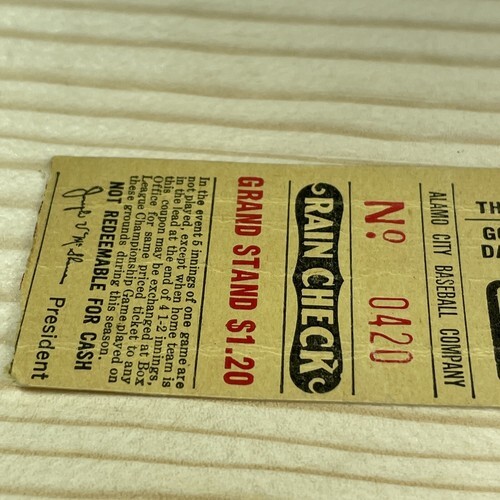 TH
GO
DA
ALAMO CITY BASEBALL COMPANY
No 0420
RAIN CHECK
GRAND STAND $1.20
In the event 5 innings of one game are
not played, except when home team is
in the lead at the end of 4 1-2 innings,
this coupon may be exchanged at Box
Office for same priced ticket to any
League Championship Game played on
these grounds during this season.
NOT REDEEMABLE FOR CASH
President